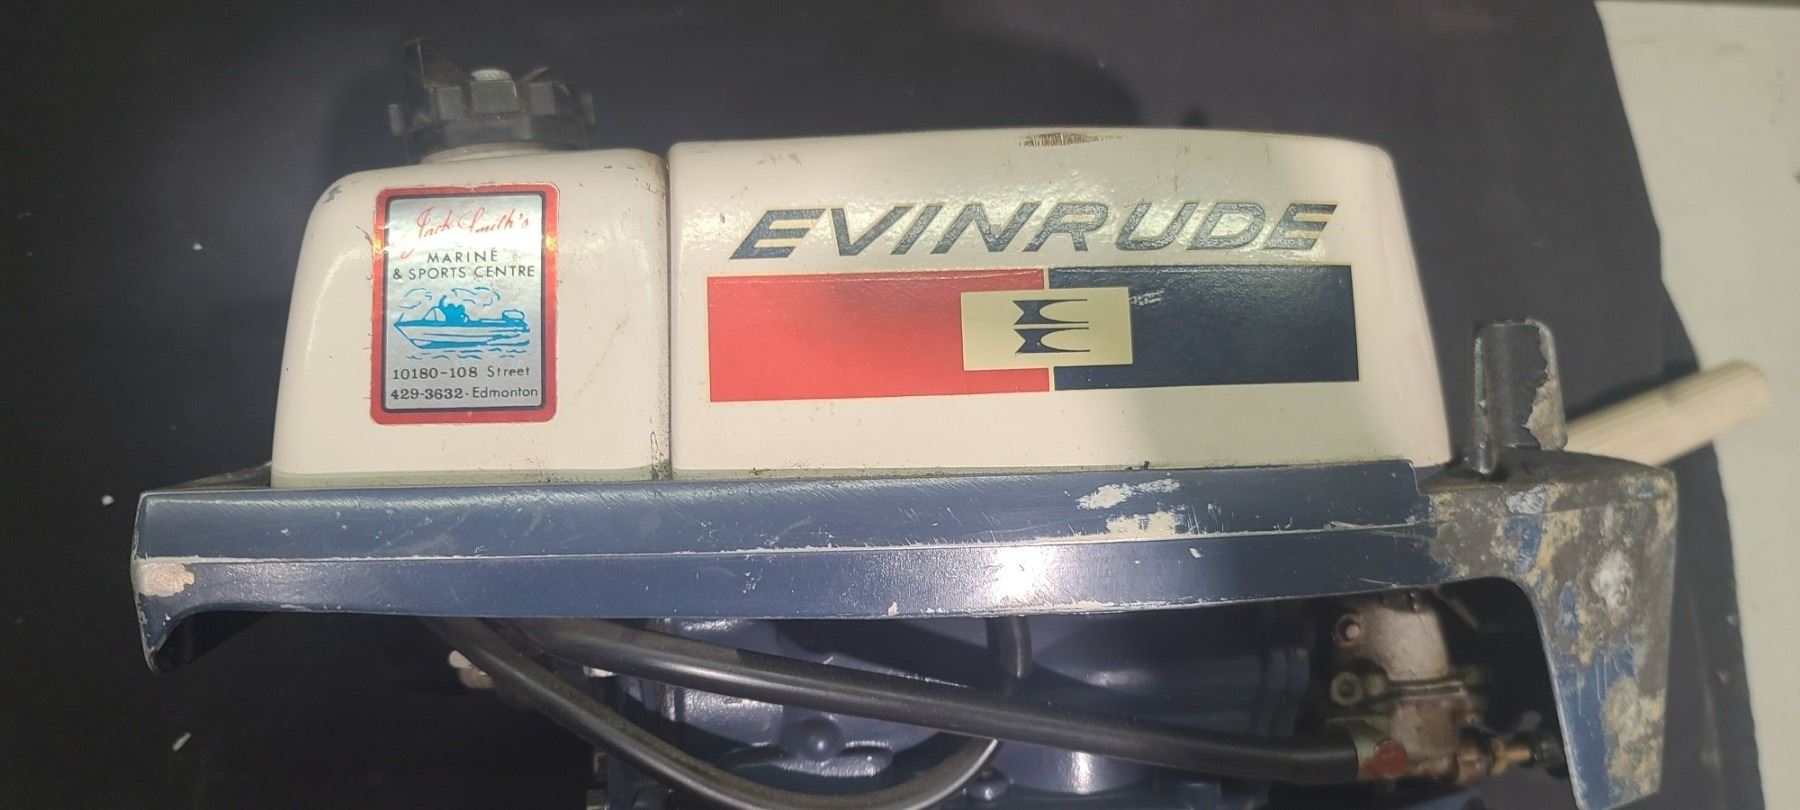 Jack Smith's
MARINE
& SPORTS CENTRE
10180-108 Street
429-3632-Edmonton
EVINRUDE